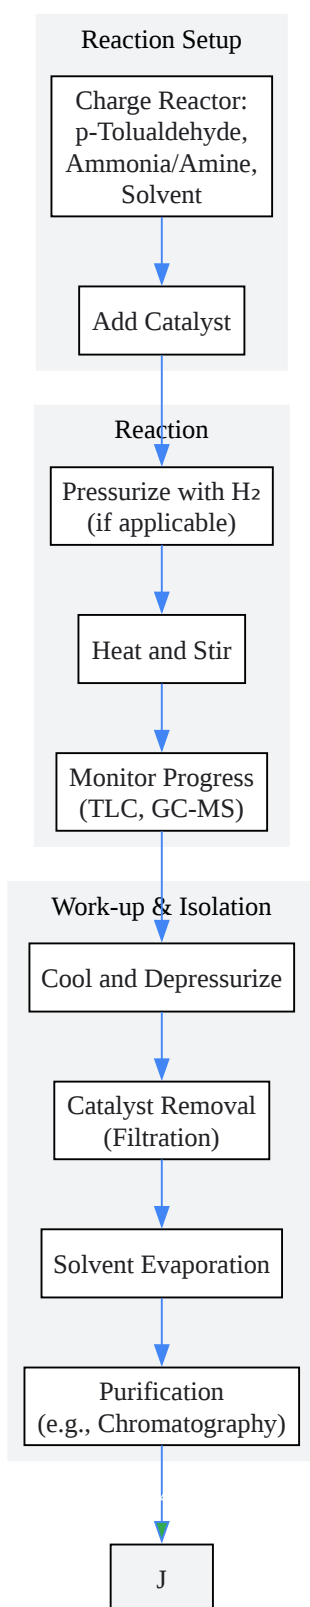 Reaction Setup
Charge Reactor:
p-Tolualdehyde,
Ammonia/Amine,
Solvent
Add Catalyst
Reaction
Pressurize with H₂
(if applicable)
Heat and Stir
Monitor Progress
(TLC, GC-MS)
Work-up & Isolation
Cool and Depressurize
Catalyst Removal
(Filtration)
Solvent Evaporation
Purification
(e.g., Chromatography)
J